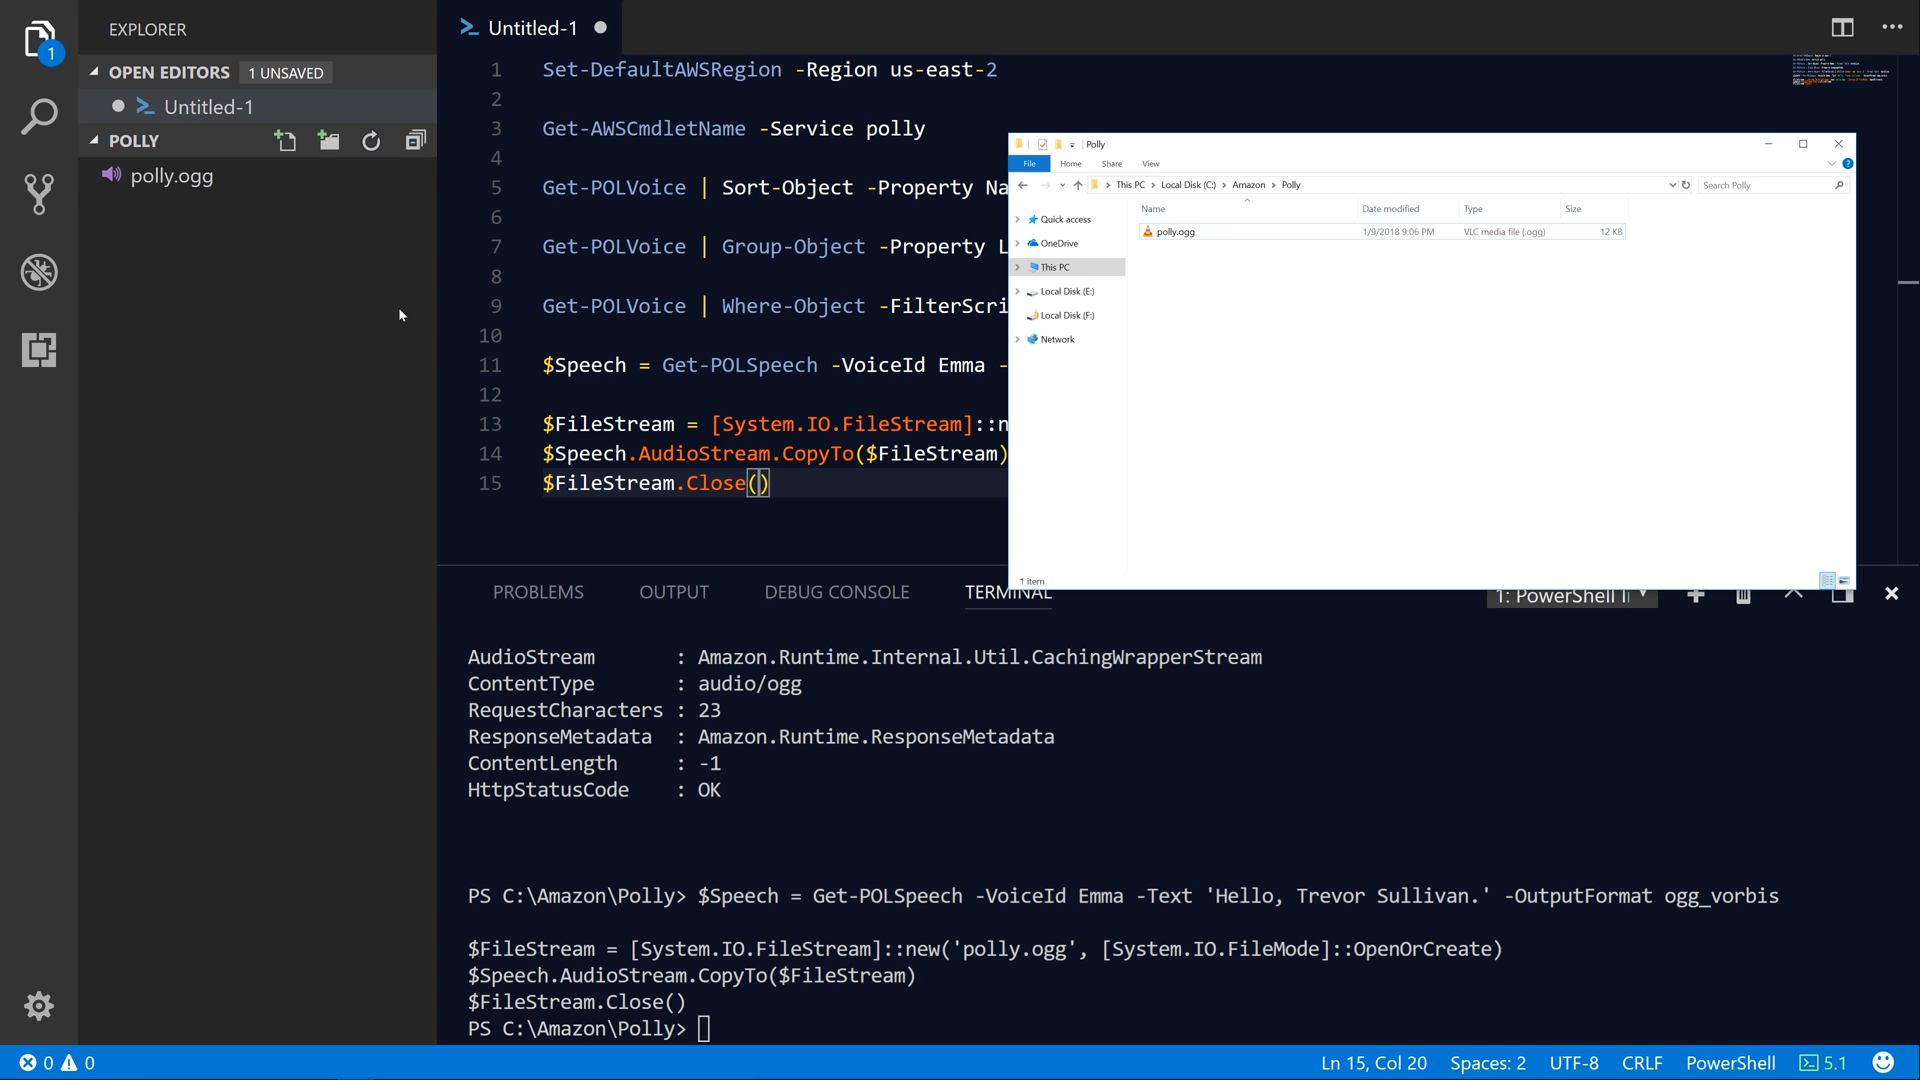 EXPLORER
OPEN EDITORS 1 UNSAVED
Untitled-1
POLLY
polly.ogg
1
Untitled-1
1 Set-DefaultAWSRegion -Region us-east-2
2
3 Get-AWSCmdletName -Service polly
4
5 Get-POLVoice | Sort-Object -Property Na
6
7 Get-POLVoice | Group-Object -Property L
8
9 Get-POLVoice | Where-Object -FilterScri
10
11 $Speech = Get-POLSpeech -VoiceId Emma -
12
13 $FileStream = [System.IO.FileStream]::n
14 $Speech.AudioStream.CopyTo($FileStream)
15 $FileStream.Close()
Polly
File Home Share View
This PC > Local Disk (C:) > Amazon > Polly
Search Polly
Name Date modified Type Size
polly.ogg 1/9/2018 9:06 PM VLC media file (.ogg) 12 KB
Quick access
OneDrive
This PC
Local Disk (E:)
Local Disk (F:)
Network
1 item
PROBLEMS OUTPUT DEBUG CONSOLE TERMINAL 1: PowerShell I
AudioStream : Amazon.Runtime.Internal.Util.CachingWrapperStream
ContentType : audio/ogg
RequestCharacters : 23
ResponseMetadata : Amazon.Runtime.ResponseMetadata
ContentLength : -1
HttpStatusCode : OK
PS C:\Amazon\Polly> $Speech = Get-POLSpeech -VoiceId Emma -Text 'Hello, Trevor Sullivan.' -OutputFormat ogg_vorbis
$FileStream = [System.IO.FileStream]::new('polly.ogg', [System.IO.FileMode]::OpenOrCreate)
$Speech.AudioStream.CopyTo($FileStream)
$FileStream.Close()
PS C:\Amazon\Polly>
0 0 Ln 15, Col 20 Spaces: 2 UTF-8 CRLF PowerShell 5.1